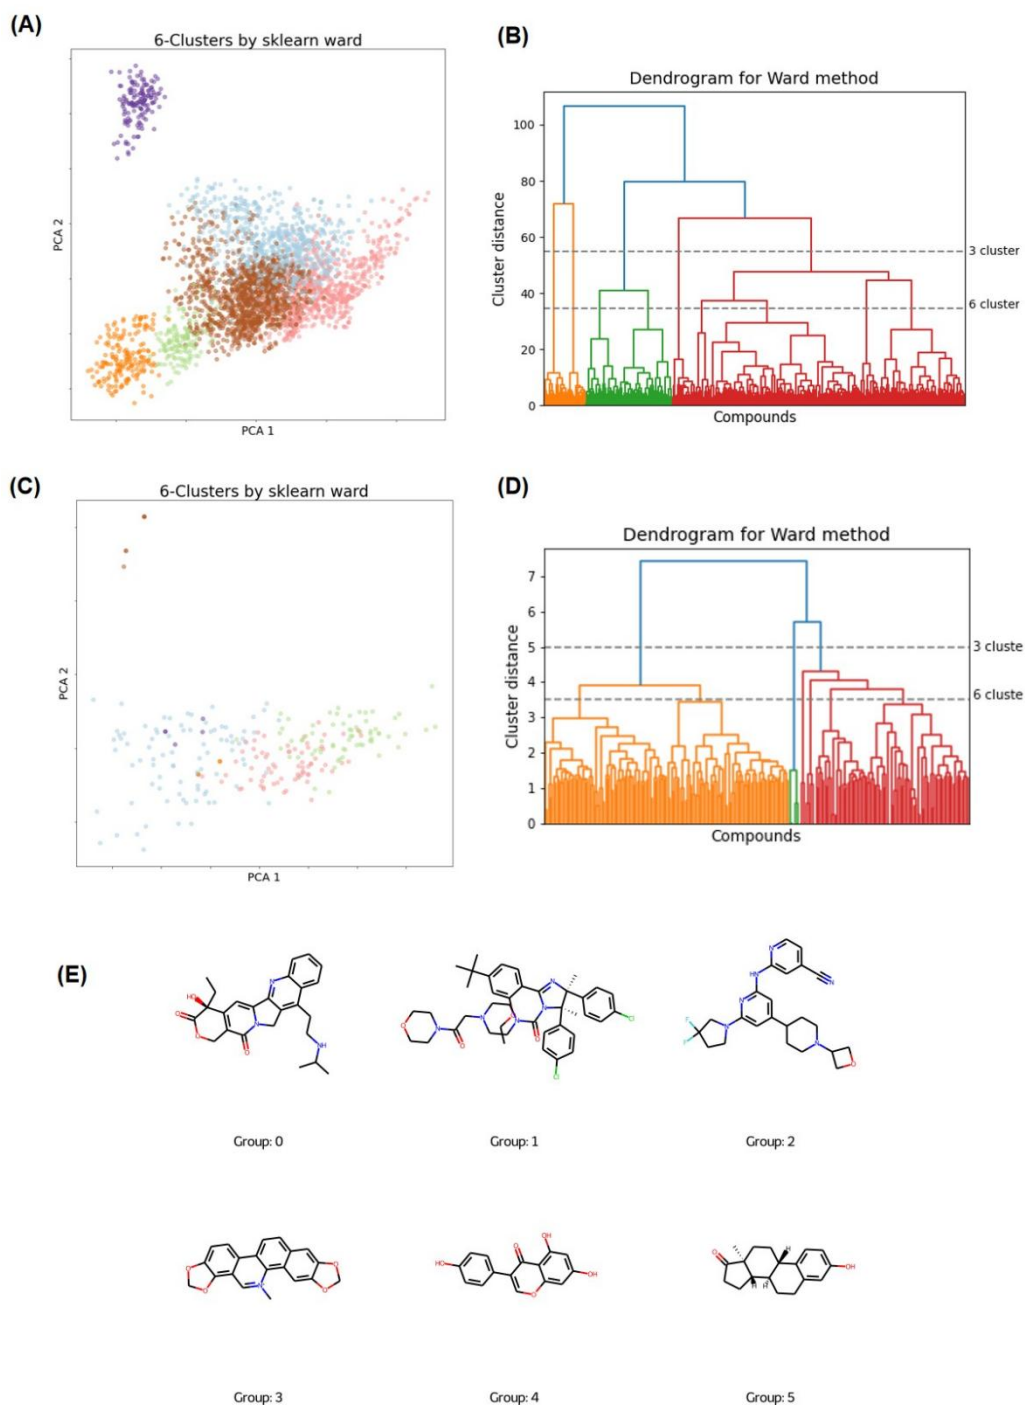 (A)
6-Clusters by sklearn ward
PCA 2
PCA 1
(B)
Dendrogram for Ward method
Cluster distance
100
80
60
40
20
0
3 cluster
6 cluster
Compounds
(C)
6-Clusters by sklearn ward
PCA 2
PCA 1
(D)
Dendrogram for Ward method
Cluster distance
7
6
5
4
3
2
1
0
3 cluste
6 cluste
Compounds
(E)
HO
O
O
O
N
N
NH
Group: 0
O
N
O
N
N
O
O
N
N
Cl
Cl
Group: 1
N
N
HN
N
N
F
F
N
O
Group: 2
O
O
N+
O
O
Group: 3
HO
O
OH
OH
O
Group: 4
O
H
H
H
OH
Group: 5